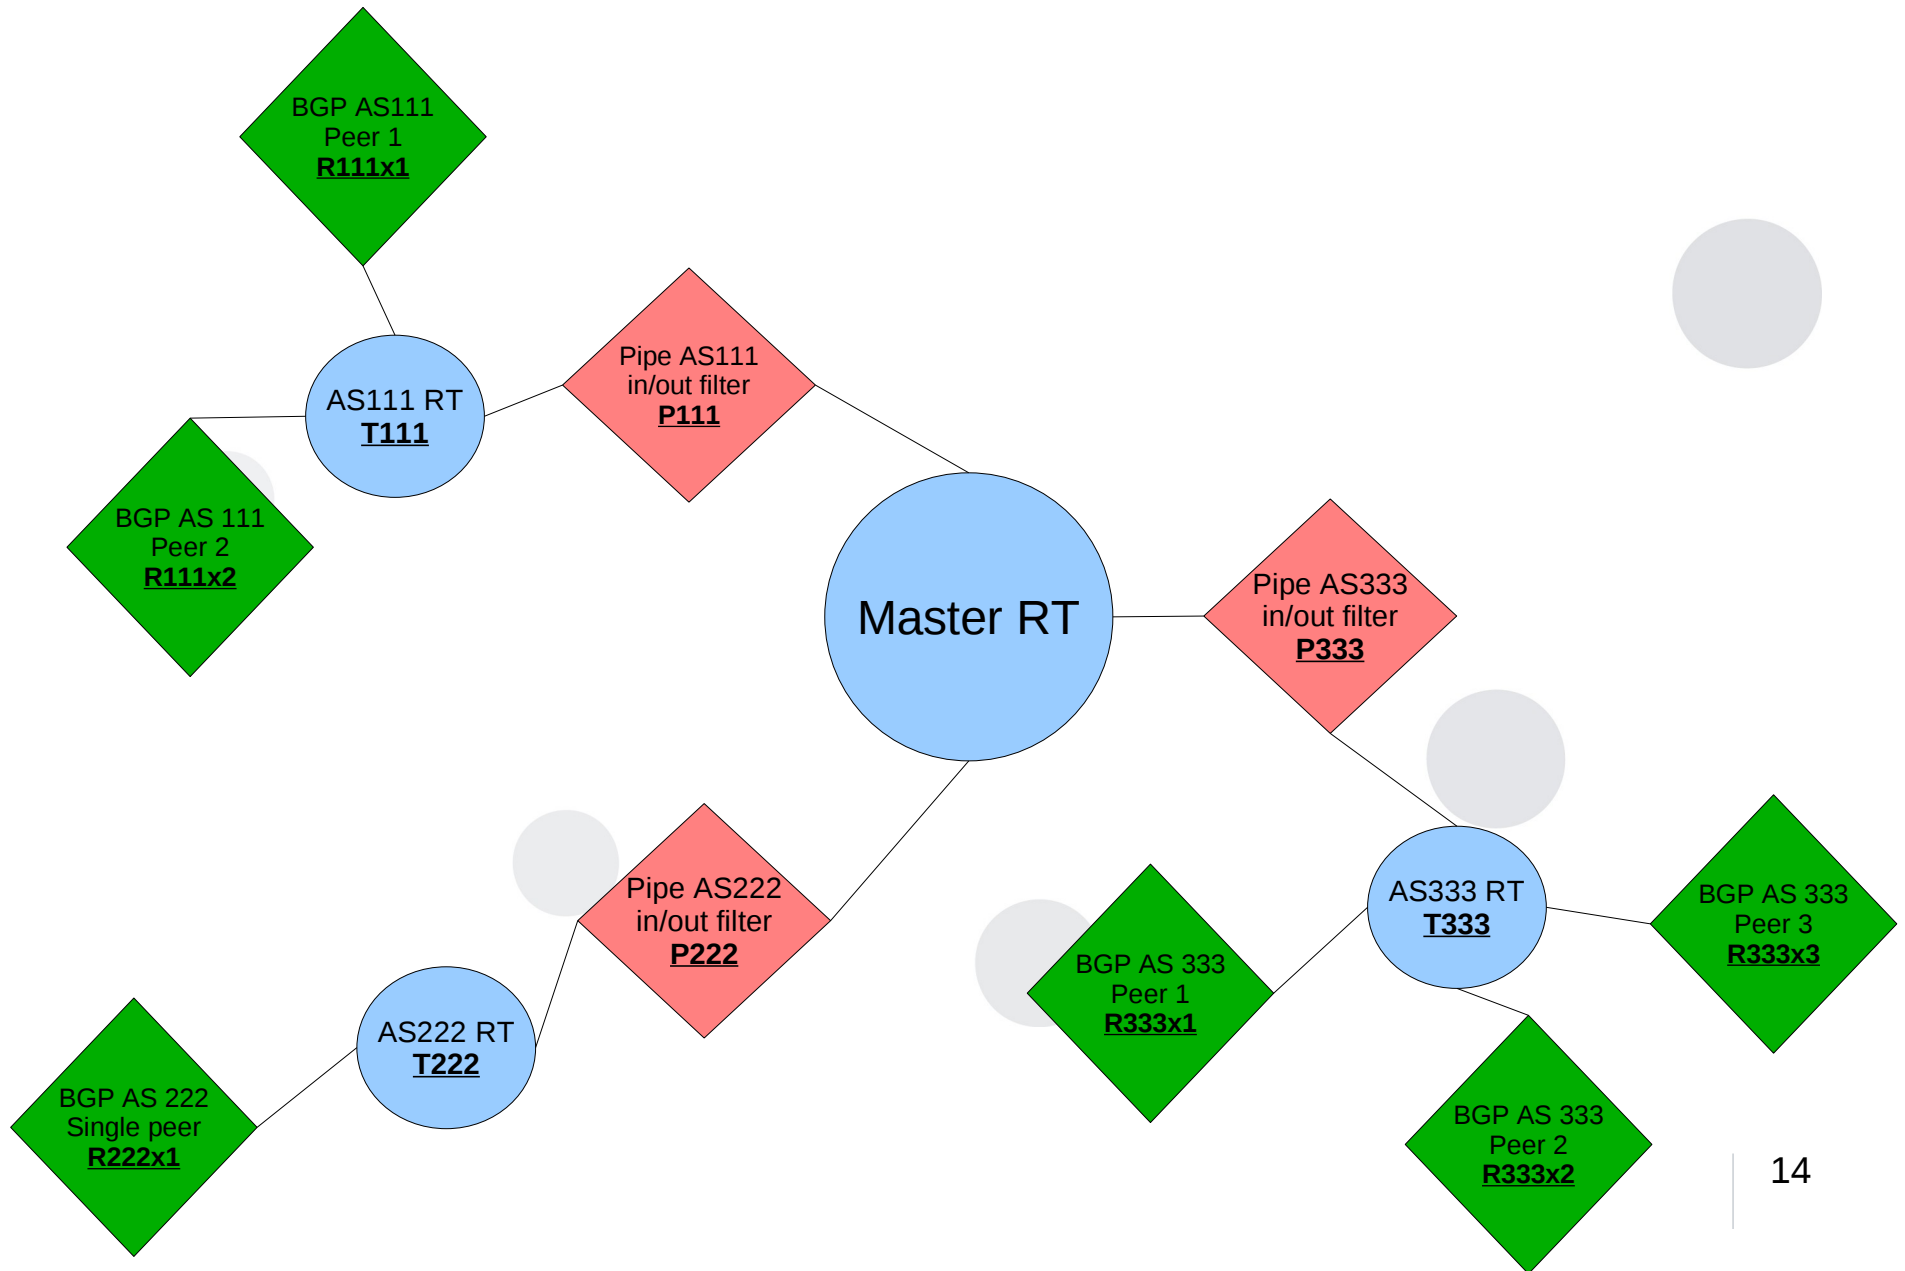 BGP AS111
Peer 1
R111x1
Pipe AS111
in/out filter
P111
AS111 RT
T111
BGP AS 111
Peer 2
R111x2
Master RT
Pipe AS333
in/out filter
P333
Pipe AS222
in/out filter
P222
AS333 RT
T333
BGP AS 333
Peer 3
R333x3
BGP AS 333
Peer 1
R333x1
AS222 RT
T222
BGP AS 222
Single peer
R222x1
BGP AS 333
Peer 2
R333x2
14